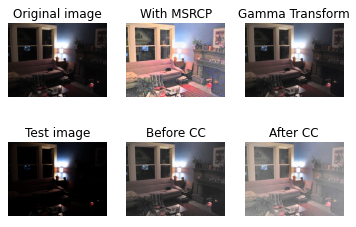 Original image
With MSRCP
Gamma Transform
Test image
Before CC
After CC